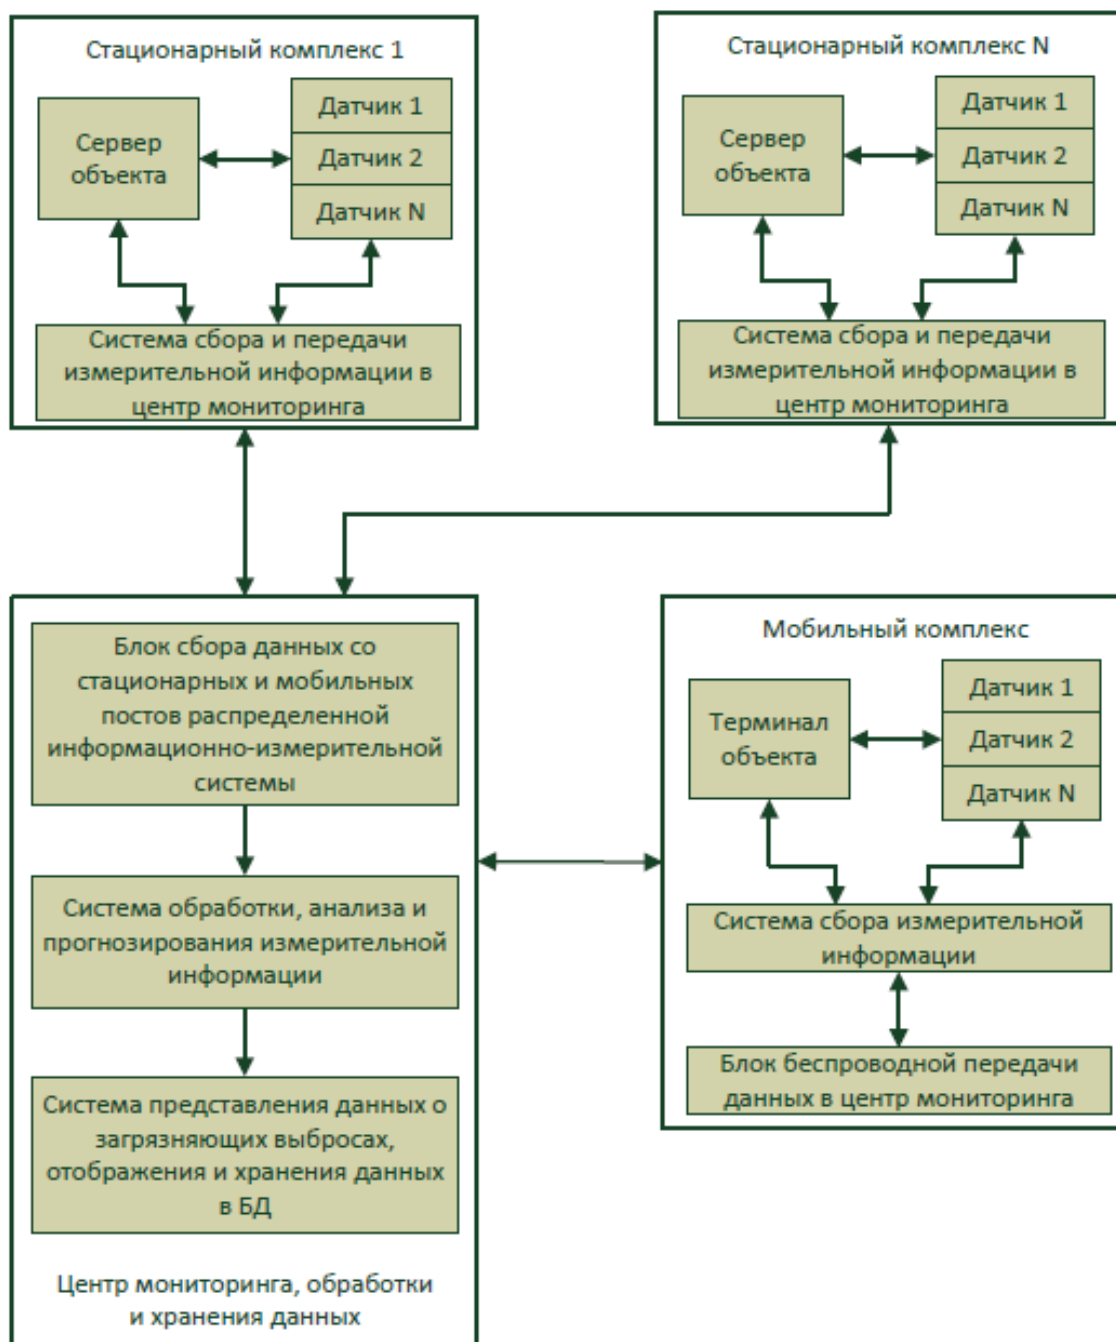 Стационарный комплекс 1
Сервер
объекта
Датчик 1
Датчик 2
Датчик N
Система сбора и передачи
измерительной информации в
центр мониторинга
Стационарный комплекс N
Сервер
объекта
Датчик 1
Датчик 2
Датчик N
Система сбора и передачи
измерительной информации в
центр мониторинга
Блок сбора данных со
стационарных и мобильных
постов распределенной
информационно-измерительной
системы
Система обработки, анализа и
прогнозирования измерительной
информации
Система представления данных о
загрязняющих выбросах,
отображения и хранения данных
в БД
Центр мониторинга, обработки
и хранения данных
Мобильный комплекс
Терминал
объекта
Датчик 1
Датчик 2
Датчик N
Система сбора измерительной
информации
Блок беспроводной передачи
данных в центр мониторинга